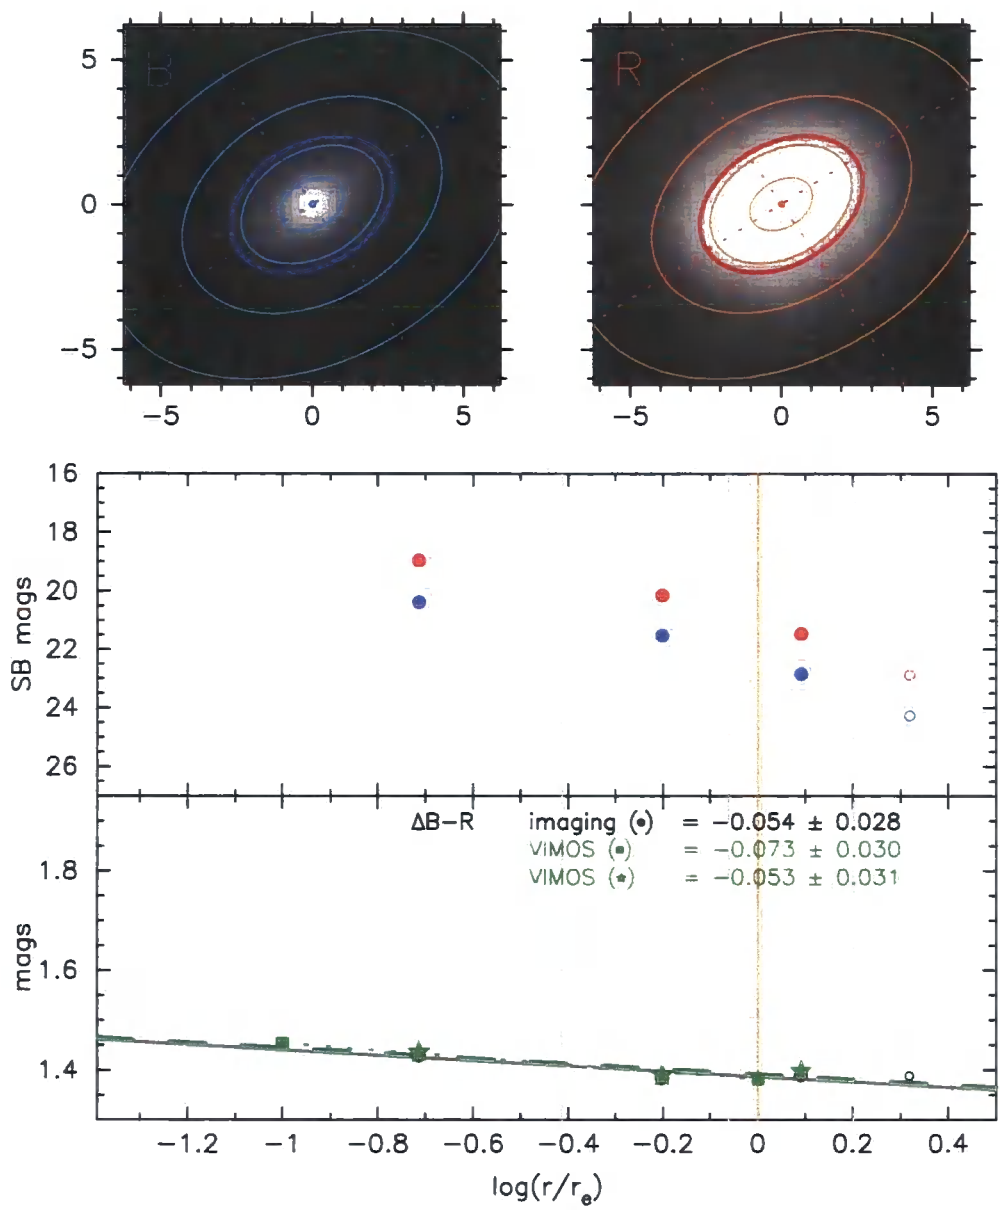 B
R
5
0
−5
−5 0 5
−5 0 5
16
18
20
22
24
26
SB mags
ΔB−R imaging (•) = −0.054 ± 0.028
VIMOS (▪) = −0.073 ± 0.030
VIMOS (★) = −0.053 ± 0.031
1.8
1.6
1.4
mags
−1.2 −1 −0.8 −0.6 −0.4 −0.2 0 0.2 0.4
log(r/re)